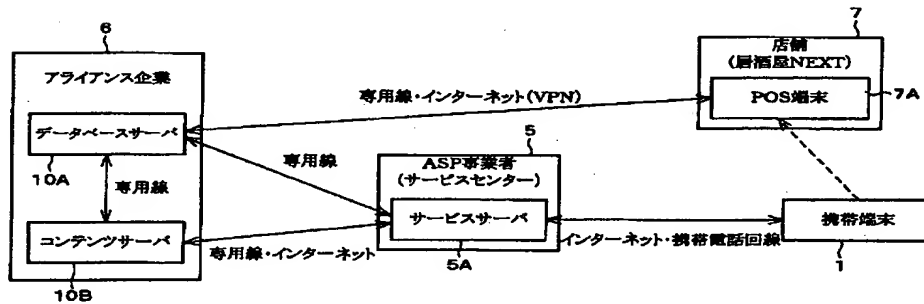 6
アライアンス企業
データベースサーバ
10A
専用線
コンテンツサーバ
10B
専用線・インターネット(VPN)
専用線
専用線・インターネット
5
ASP事業者
(サービスセンター)
サービスサーバ
5A
7
店舗
(居酒屋NEXT)
POS端末
7A
インターネット・携帯電話回線
携帯端末
1